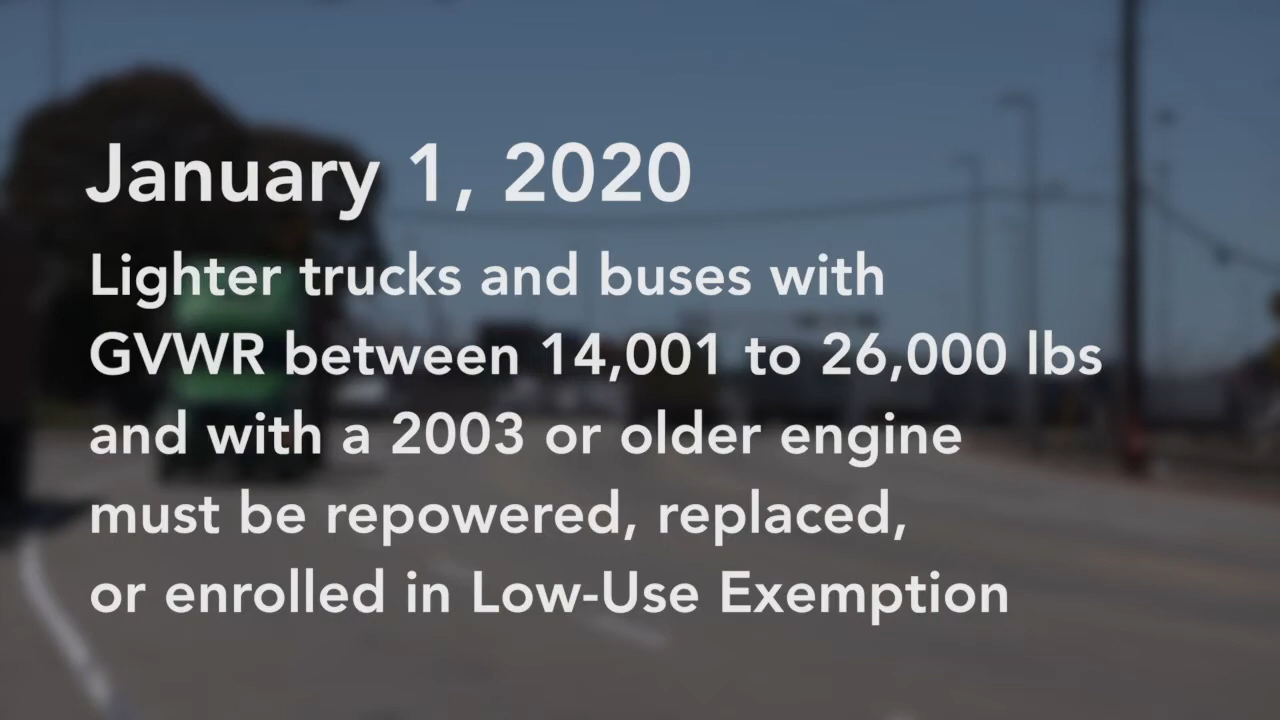 January 1, 2020
Lighter trucks and buses with
GVWR between 14,001 to 26,000 lbs
and with a 2003 or older engine
must be repowered, replaced,
or enrolled in Low-Use Exemption